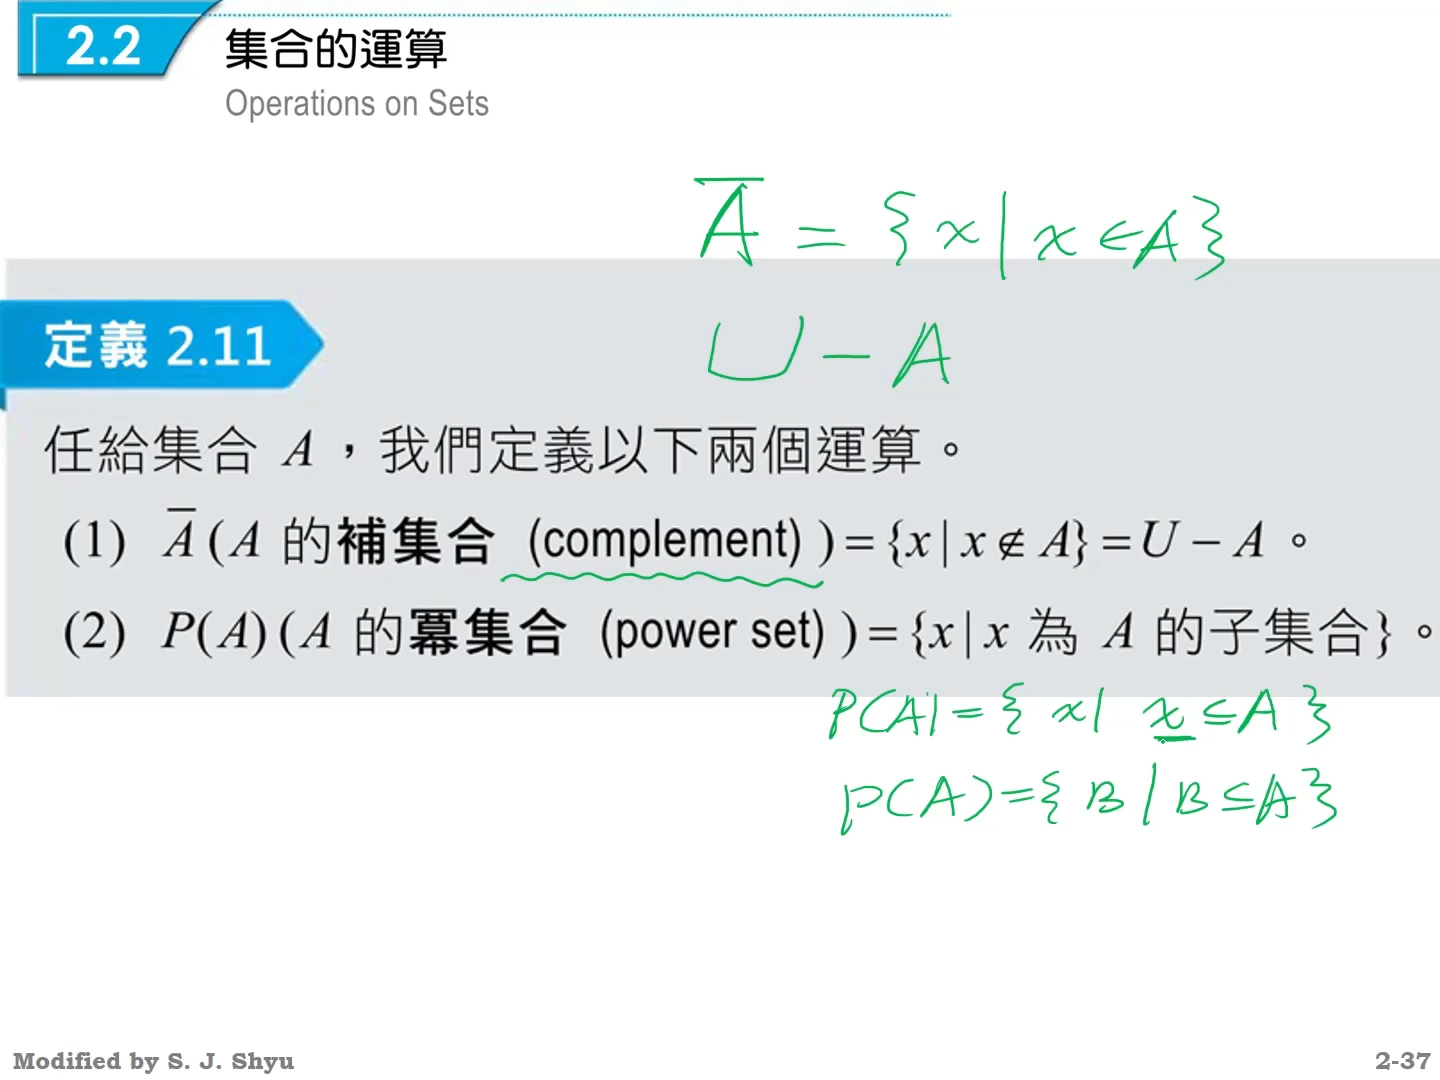 2.2 集合的運算
Operations on Sets
A̅ = {x | x ∈ A}
定義 2.11
U − A
任給集合 A，我們定義以下兩個運算。
(1) A̅ (A 的補集合 (complement) ) = {x | x ∉ A} = U − A。
(2) P(A) (A 的冪集合 (power set) ) = {x | x 為 A 的子集合}。
P(A) = { x | x ⊆ A }
P(A) = { B | B ⊆ A }
Modified by S. J. Shyu
2-37